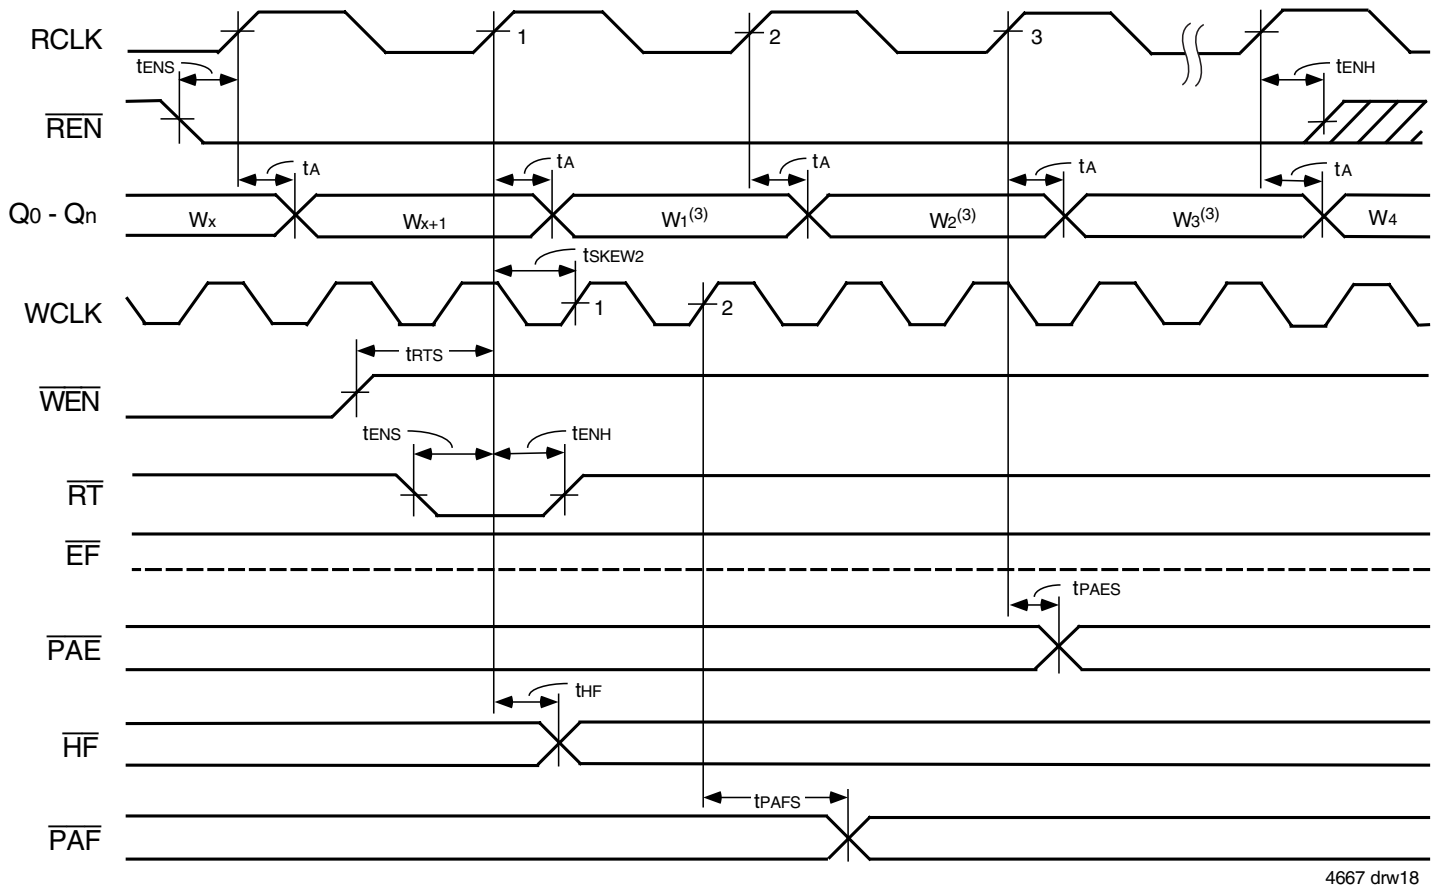 RCLK
1
2
3
tENS
tENH
REN
tA
tA
tA
tA
tA
Q0 - Qn
Wx
Wx+1
W1(3)
W2(3)
W3(3)
W4
tSKEW2
WCLK
1
2
tRTS
WEN
tENS
tENH
RT
EF
tPAES
PAE
tHF
HF
tPAFS
PAF
4667 drw18